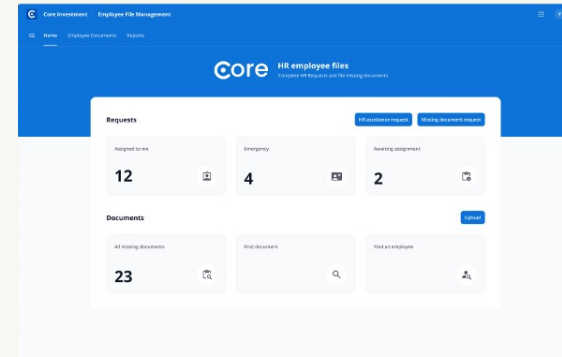 Core Investment Employee File Management
Home Employee Documents Reports
Core
HR employee files
Complete HR Requests and file missing documents
Requests
HR assistance request
Missing document request
Assigned to me
12
Emergency
4
Awaiting assignment
2
Documents
Upload
All missing documents
23
Find document
Find an employee